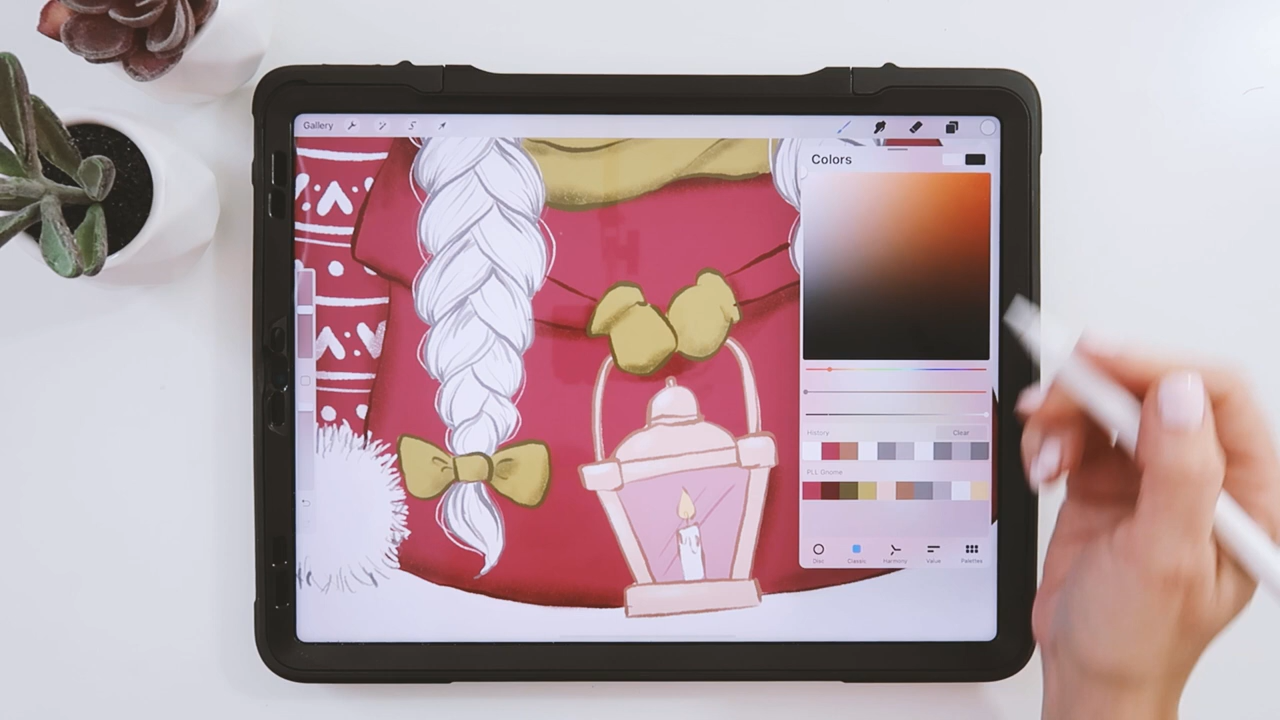 Gallery
Colors
History
Clear
PLL Gnome
Disc
Classic
Harmony
Value
Palettes